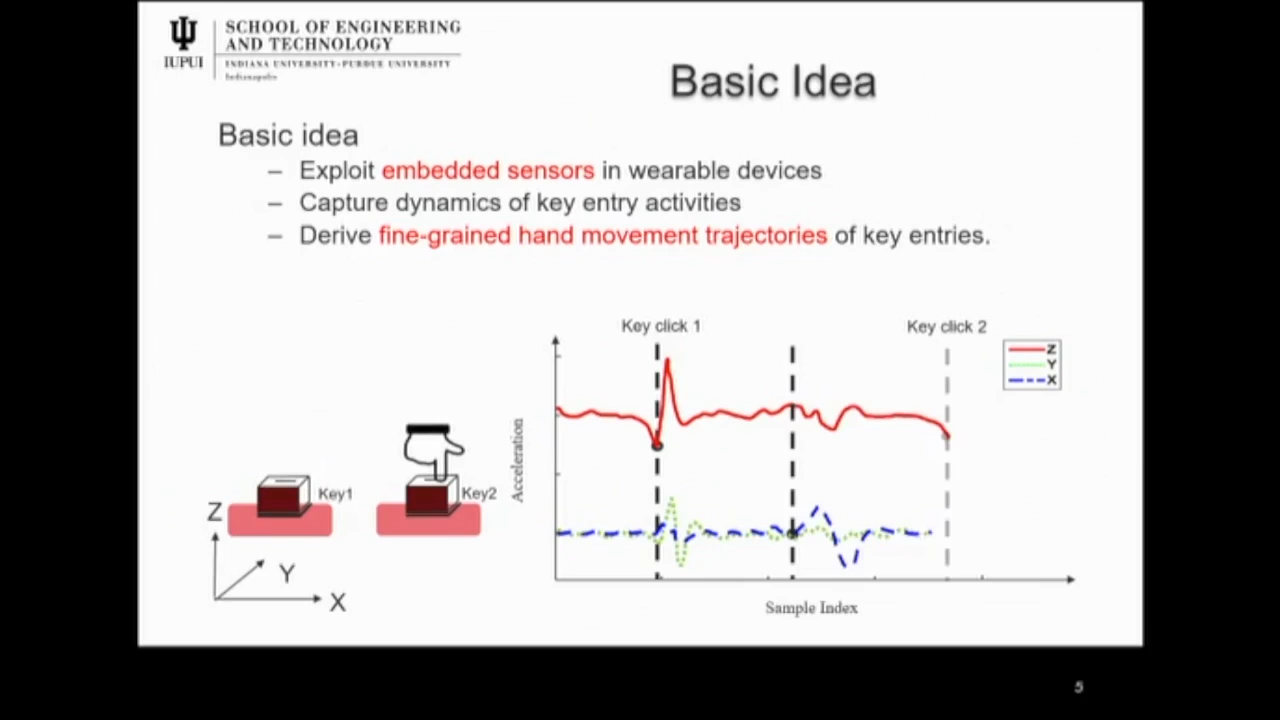 SCHOOL OF ENGINEERING
AND TECHNOLOGY
IUPUI
INDIANA UNIVERSITY-PURDUE UNIVERSITY
Indianapolis
Basic Idea
Basic idea
– Exploit embedded sensors in wearable devices
– Capture dynamics of key entry activities
– Derive fine-grained hand movement trajectories of key entries.
Key click 1
Key click 2
Z
Y
X
Acceleration
Key1
Key2
Z
Y
X
Sample Index
5